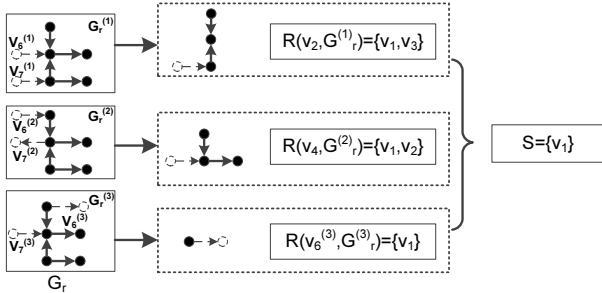 G_r^(1)
V_6^(1)
V_7^(1)
R(v_2,G^(1)_r)={v_1,v_3}
G_r^(2)
V_6^(2)
V_7^(2)
R(v_4,G^(2)_r)={v_1,v_2}
S={v_1}
G_r^(3)
V_6^(3)
V_7^(3)
R(v_6^(3),G^(3)_r)={v_1}
G_r